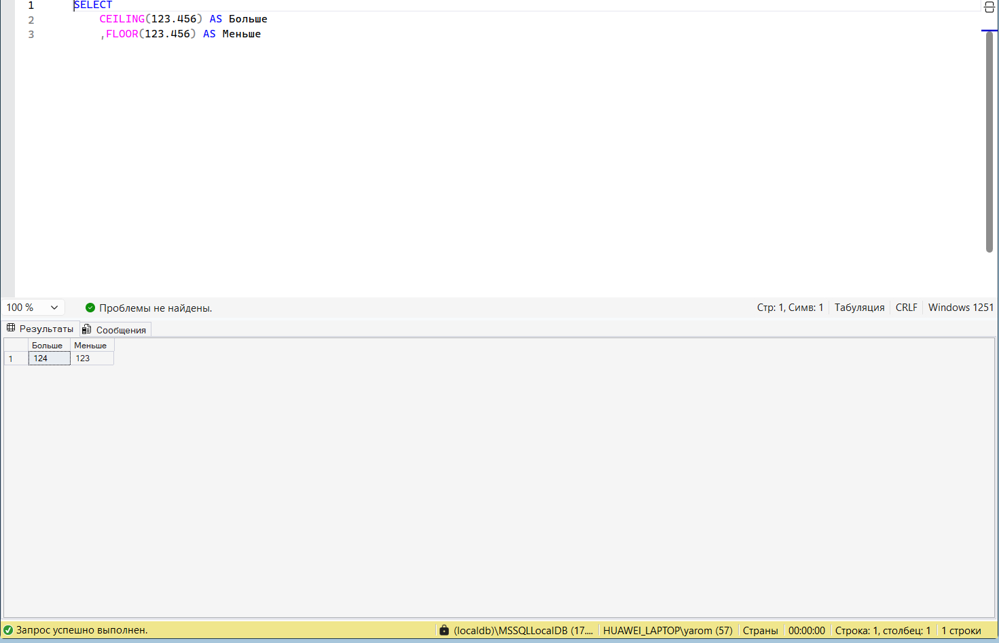 1 SELECT
2 CEILING(123.456) AS Больше
3 ,FLOOR(123.456) AS Меньше
100 % Проблемы не найдены. Стр: 1, Симв: 1 Табуляция CRLF Windows 1251
Результаты Сообщения
Больше Меньше
1 124 123
Запрос успешно выполнен. (localdb)\MSSQLLocalDB (17.... HUAWEI_LAPTOP\yarom (57) Страны 00:00:00 Строка: 1, столбец: 1 1 строки